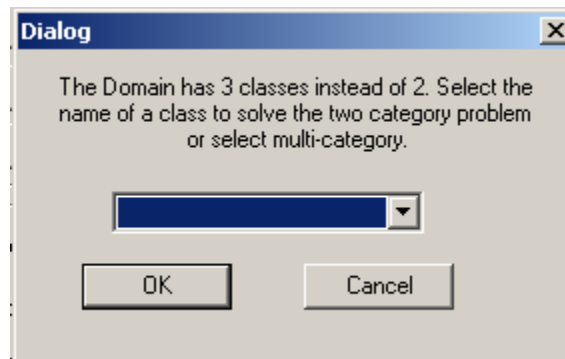 Dialog
The Domain has 3 classes instead of 2. Select the
name of a class to solve the two category problem
or select multi-category.
OK
Cancel